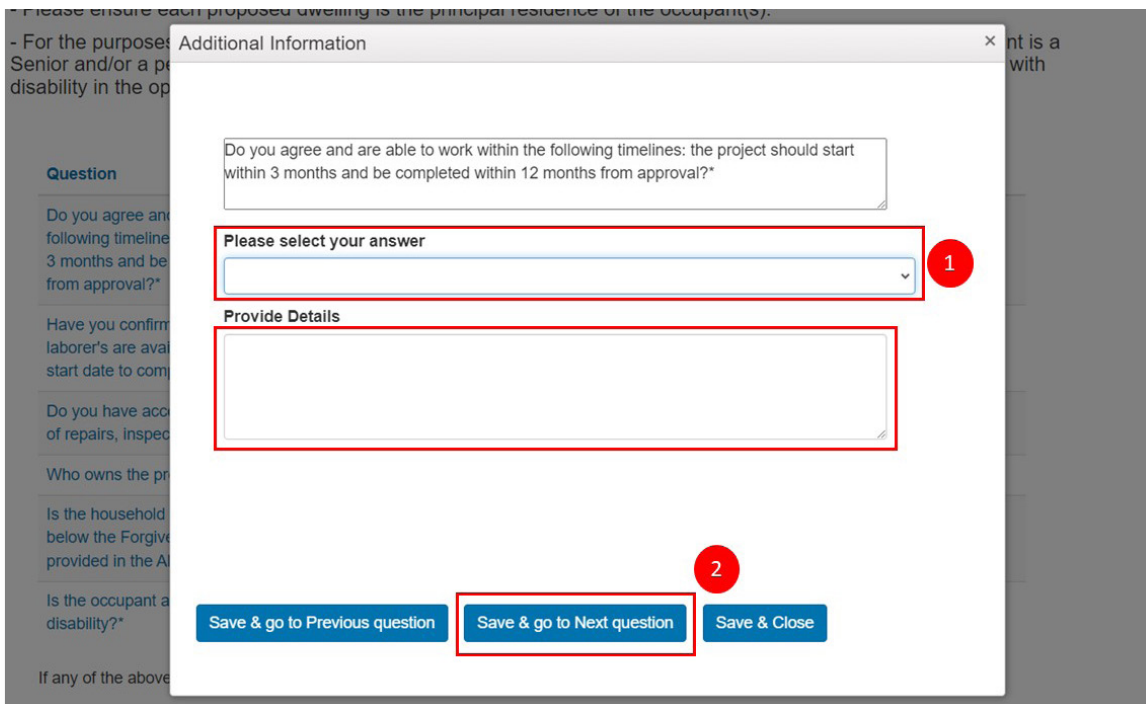 - Please ensure each proposed dwelling is the principal residence of the occupant(s).
- For the purposes
nt is a
Senior and/or a pe
with
disability in the op
Additional Information
×
Do you agree and are able to work within the following timelines: the project should start
within 3 months and be completed within 12 months from approval?*
Please select your answer
1
Provide Details
2
Save & go to Previous question
Save & go to Next question
Save & Close
Question
Do you agree and
following timeline
3 months and be
from approval?*
Have you confirm
laborer's are avai
start date to comp
Do you have acce
of repairs, inspec
Who owns the pr
Is the household
below the Forgive
provided in the Al
Is the occupant a
disability?*
If any of the above